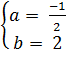 a = -1/2
b = 2